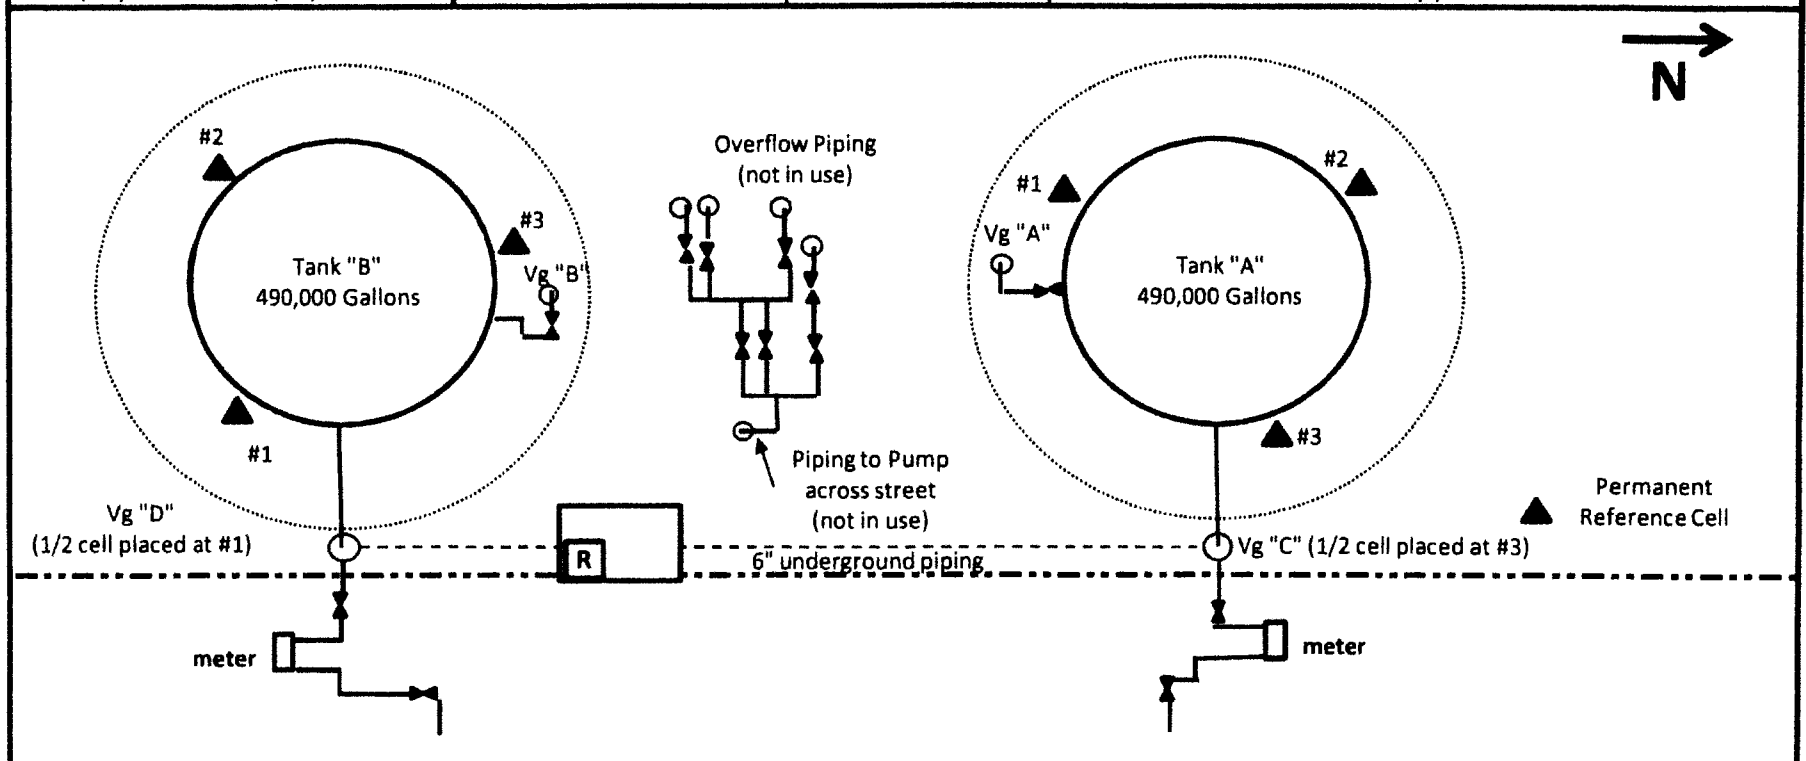 N
#2
#3
Vg "B"
Tank "B"
490,000 Gallons
#1
Overflow Piping
(not in use)
#1
#2
Vg "A"
Tank "A"
490,000 Gallons
#3
Piping to Pump
across street
(not in use)
Permanent
Reference Cell
Vg "D"
(1/2 cell placed at #1)
R
6" underground piping
Vg "C" (1/2 cell placed at #3)
meter
meter